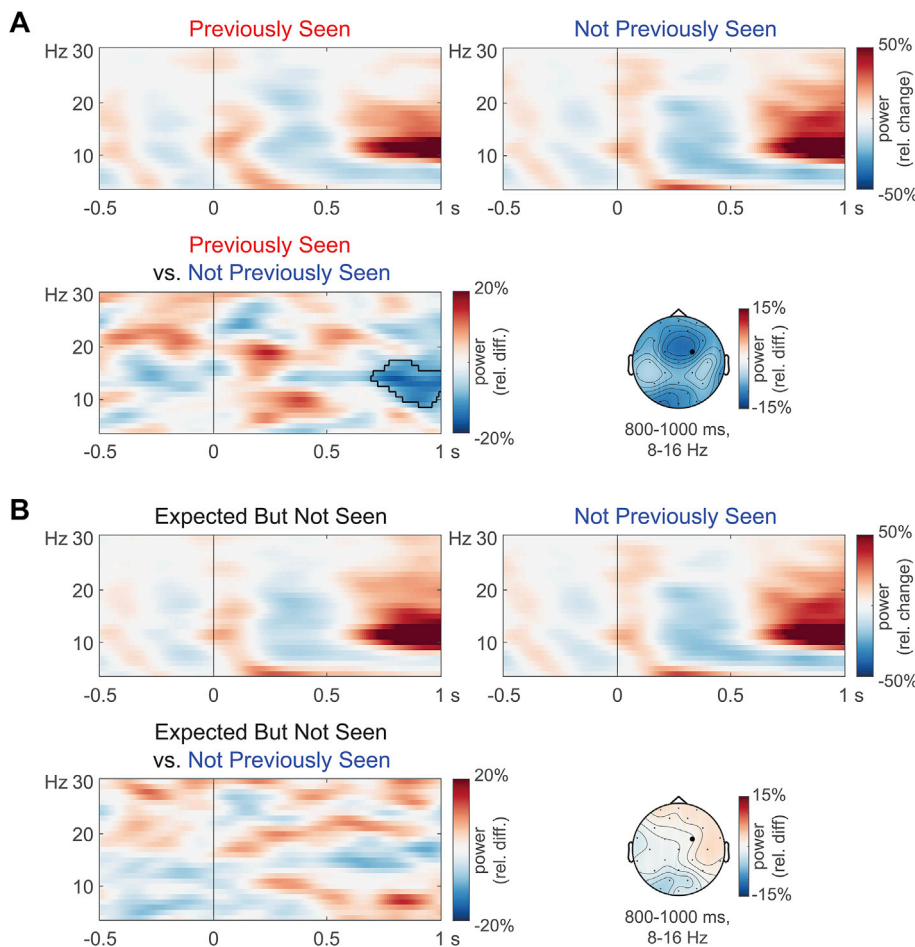 A
Previously Seen
Not Previously Seen
Hz 30
20
10
-0.5 0 0.5 1 s
Hz 30
20
10
-0.5 0 0.5 1 s
50%
-50%
power
(rel. change)
Previously Seen
vs. Not Previously Seen
Hz 30
20
10
-0.5 0 0.5 1 s
20%
-20%
power
(rel. diff.)
15%
-15%
power
(rel. diff.)
800-1000 ms,
8-16 Hz
B
Expected But Not Seen
Not Previously Seen
Hz 30
20
10
-0.5 0 0.5 1 s
Hz 30
20
10
-0.5 0 0.5 1 s
50%
-50%
power
(rel. change)
Expected But Not Seen
vs. Not Previously Seen
Hz 30
20
10
-0.5 0 0.5 1 s
20%
-20%
power
(rel. diff.)
15%
-15%
power
(rel. diff)
800-1000 ms,
8-16 Hz